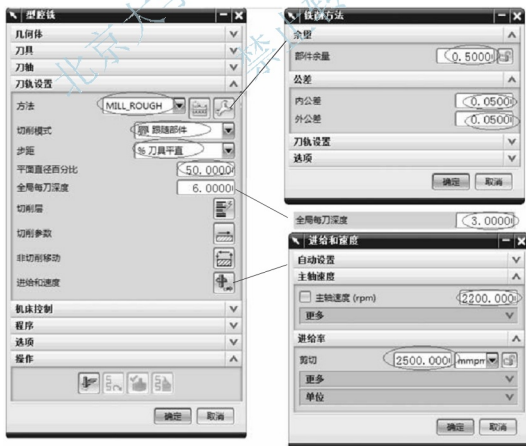 型腔铣
几何体
刀具
刀轴
刀轨设置
方法 MILL_ROUGH
切削模式 跟随部件
步距 % 刀具平直
平面直径百分比 50.0000
全局每刀深度 6.0000
切削层
切削参数
非切削移动
进给和速度
机床控制
程序
选项
操作
确定 取消
铣削方法
余量
部件余量 0.5000
公差
内公差 0.0500
外公差 0.0500
刀轨设置
选项
确定 取消
全局每刀深度 3.0000
进给和速度
自动设置
主轴速度
主轴速度 (rpm) 2200.000
更多
进给率
剪切 2500.000 mmpm
更多
单位
确定 取消
北京大
禁止